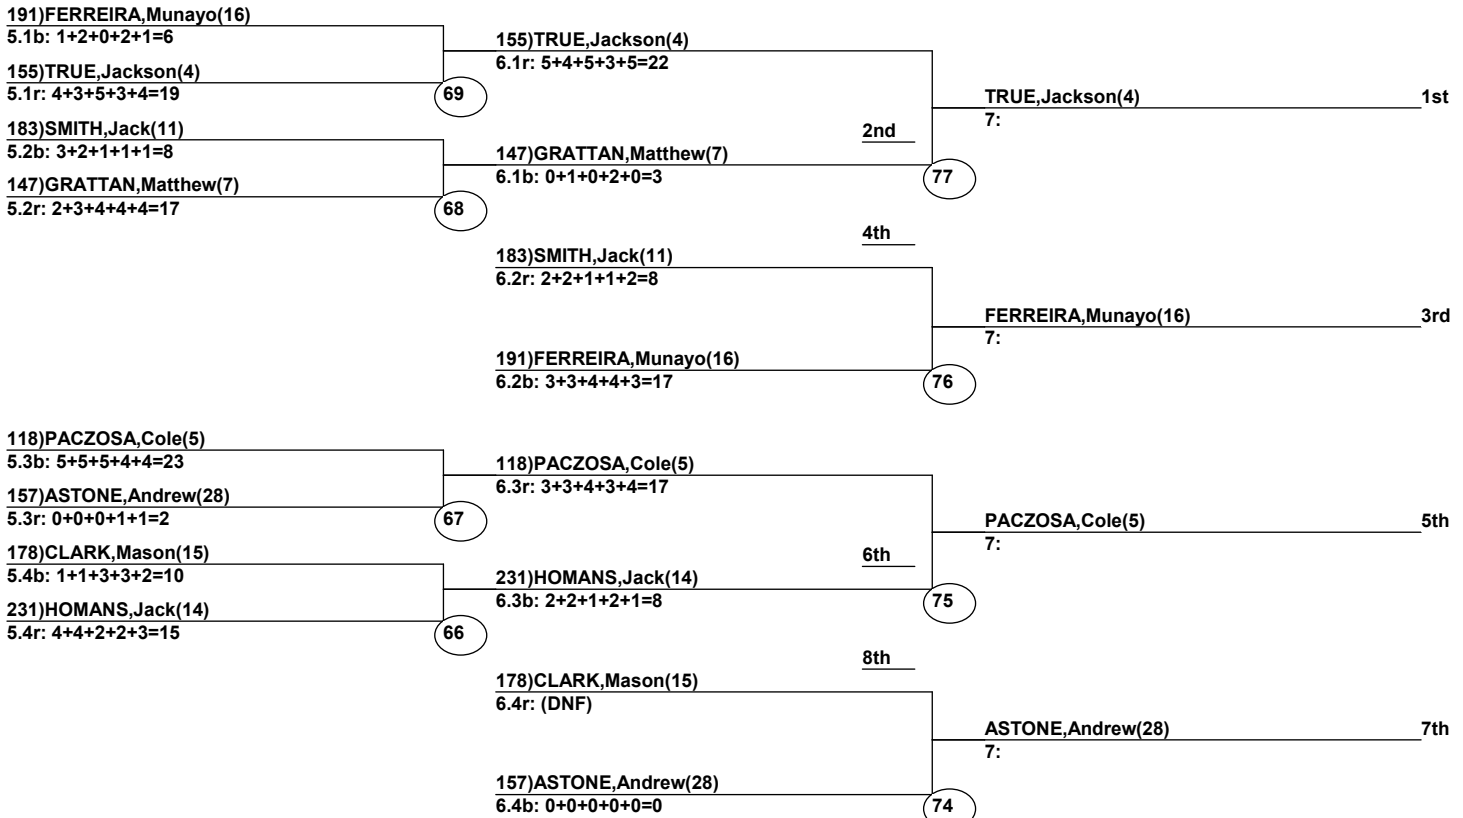 191)FERREIRA,Munayo(16)
5.1b: 1+2+0+2+1=6
155)TRUE,Jackson(4)
5.1r: 4+3+5+3+4=19
69
183)SMITH,Jack(11)
5.2b: 3+2+1+1+1=8
147)GRATTAN,Matthew(7)
5.2r: 2+3+4+4+4=17
68
155)TRUE,Jackson(4)
6.1r: 5+4+5+3+5=22
147)GRATTAN,Matthew(7)
6.1b: 0+1+0+2+0=3
2nd
77
TRUE,Jackson(4)
7:
1st
4th
183)SMITH,Jack(11)
6.2r: 2+2+1+1+2=8
191)FERREIRA,Munayo(16)
6.2b: 3+3+4+4+3=17
76
FERREIRA,Munayo(16)
7:
3rd
118)PACZOSA,Cole(5)
5.3b: 5+5+5+4+4=23
157)ASTONE,Andrew(28)
5.3r: 0+0+0+1+1=2
67
178)CLARK,Mason(15)
5.4b: 1+1+3+3+2=10
231)HOMANS,Jack(14)
5.4r: 4+4+2+2+3=15
66
118)PACZOSA,Cole(5)
6.3r: 3+3+4+3+4=17
231)HOMANS,Jack(14)
6.3b: 2+2+1+2+1=8
6th
75
PACZOSA,Cole(5)
7:
5th
8th
178)CLARK,Mason(15)
6.4r: (DNF)
157)ASTONE,Andrew(28)
6.4b: 0+0+0+0+0=0
74
ASTONE,Andrew(28)
7:
7th